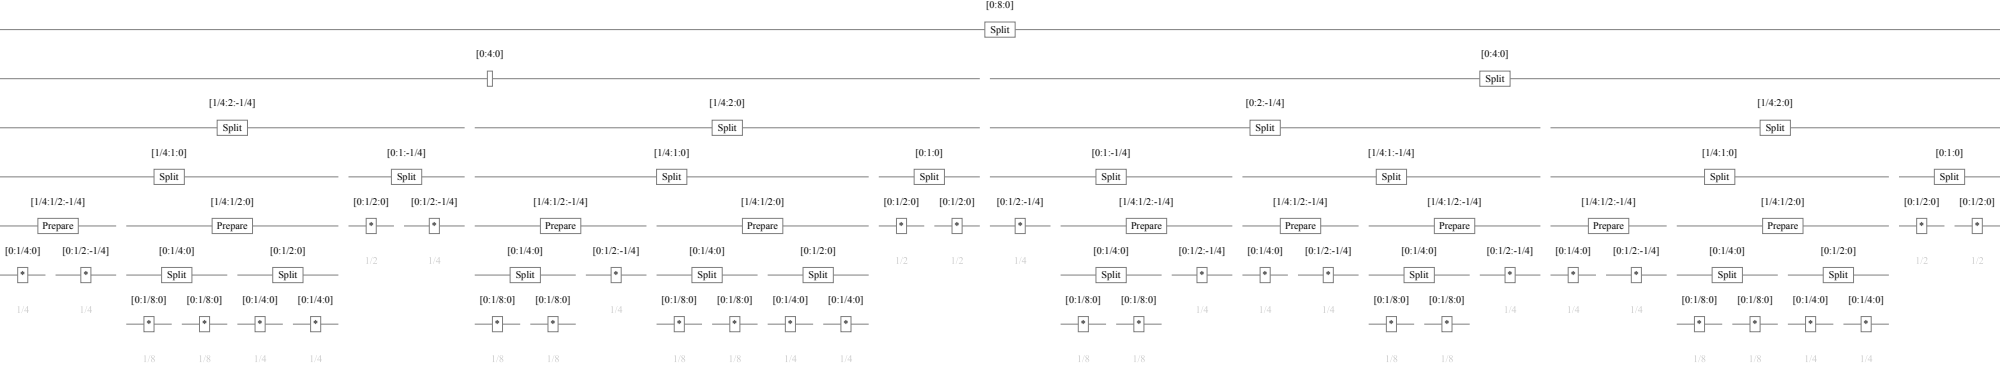 [0:8:0]
Split
[0:4:0] [0:4:0]
Split
[1/4:2:-1/4] [1/4:2:0] [0:2:-1/4] [1/4:2:0]
Split Split Split Split
[1/4:1:0] [0:1:-1/4] [1/4:1:0] [0:1:0] [0:1:-1/4] [1/4:1:-1/4] [1/4:1:0] [0:1:0]
Split Split Split Split Split Split Split Split
[1/4:1/2:-1/4] [1/4:1/2:0] [0:1/2:0] [0:1/2:-1/4] [1/4:1/2:-1/4] [1/4:1/2:0] [0:1/2:0] [0:1/2:0] [0:1/2:-1/4] [1/4:1/2:-1/4] [1/4:1/2:-1/4] [1/4:1/2:-1/4] [1/4:1/2:-1/4] [1/4:1/2:0] [0:1/2:0] [0:1/2:0]
Prepare Prepare * * Prepare Prepare * * * Prepare Prepare Prepare Prepare Prepare * *
[0:1/4:0] [0:1/2:-1/4] [0:1/4:0] [0:1/2:0] [0:1/4:0] [0:1/2:-1/4] [0:1/4:0] [0:1/2:0] [0:1/4:0] [0:1/2:-1/4] [0:1/4:0] [0:1/2:-1/4] [0:1/4:0] [0:1/2:-1/4] [0:1/4:0] [0:1/2:-1/4] [0:1/4:0] [0:1/2:0]
1/2 1/4 1/2 1/2 1/4 1/2 1/2
* * Split Split Split * Split Split Split * * * Split * * * Split Split
[0:1/8:0] [0:1/8:0] [0:1/4:0] [0:1/4:0] [0:1/8:0] [0:1/8:0] [0:1/8:0] [0:1/8:0] [0:1/4:0] [0:1/4:0] [0:1/8:0] [0:1/8:0] [0:1/8:0] [0:1/8:0] [0:1/8:0] [0:1/8:0] [0:1/4:0] [0:1/4:0]
1/4 1/4 1/4 1/4 1/4 1/4 1/4 1/4 1/4
* * * * * * * * * * * * * * * * * *
1/8 1/8 1/4 1/4 1/8 1/8 1/8 1/8 1/4 1/4 1/8 1/8 1/8 1/8 1/8 1/8 1/4 1/4